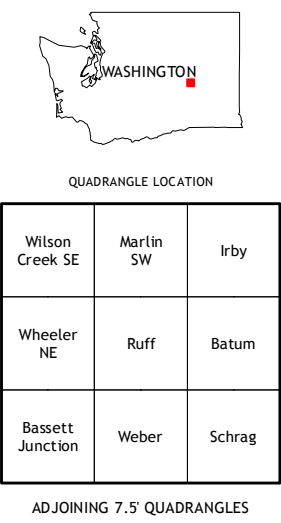 WASHINGTON
QUADRANGLE LOCATION
Wilson
Creek SE
Marlin
SW
Irby
Wheeler
NE
Ruff
Batum
Bassett
Junction
Weber
Schrag
ADJOINING 7.5' QUADRANGLES